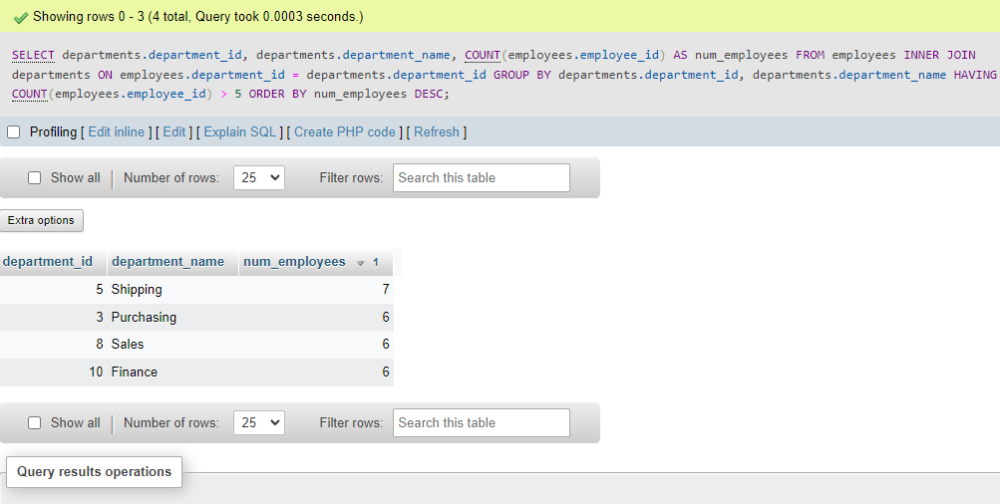 Showing rows 0 - 3 (4 total, Query took 0.0003 seconds.)
SELECT departments.department_id, departments.department_name, COUNT(employees.employee_id) AS num_employees FROM employees INNER JOIN
departments ON employees.department_id = departments.department_id GROUP BY departments.department_id, departments.department_name HAVING
COUNT(employees.employee_id) > 5 ORDER BY num_employees DESC;
Profiling [ Edit inline ] [ Edit ] [ Explain SQL ] [ Create PHP code ] [ Refresh ]
Show all Number of rows: 25 Filter rows: Search this table
Extra options
department_id department_name num_employees 1
5 Shipping 7
3 Purchasing 6
8 Sales 6
10 Finance 6
Show all Number of rows: 25 Filter rows: Search this table
Query results operations